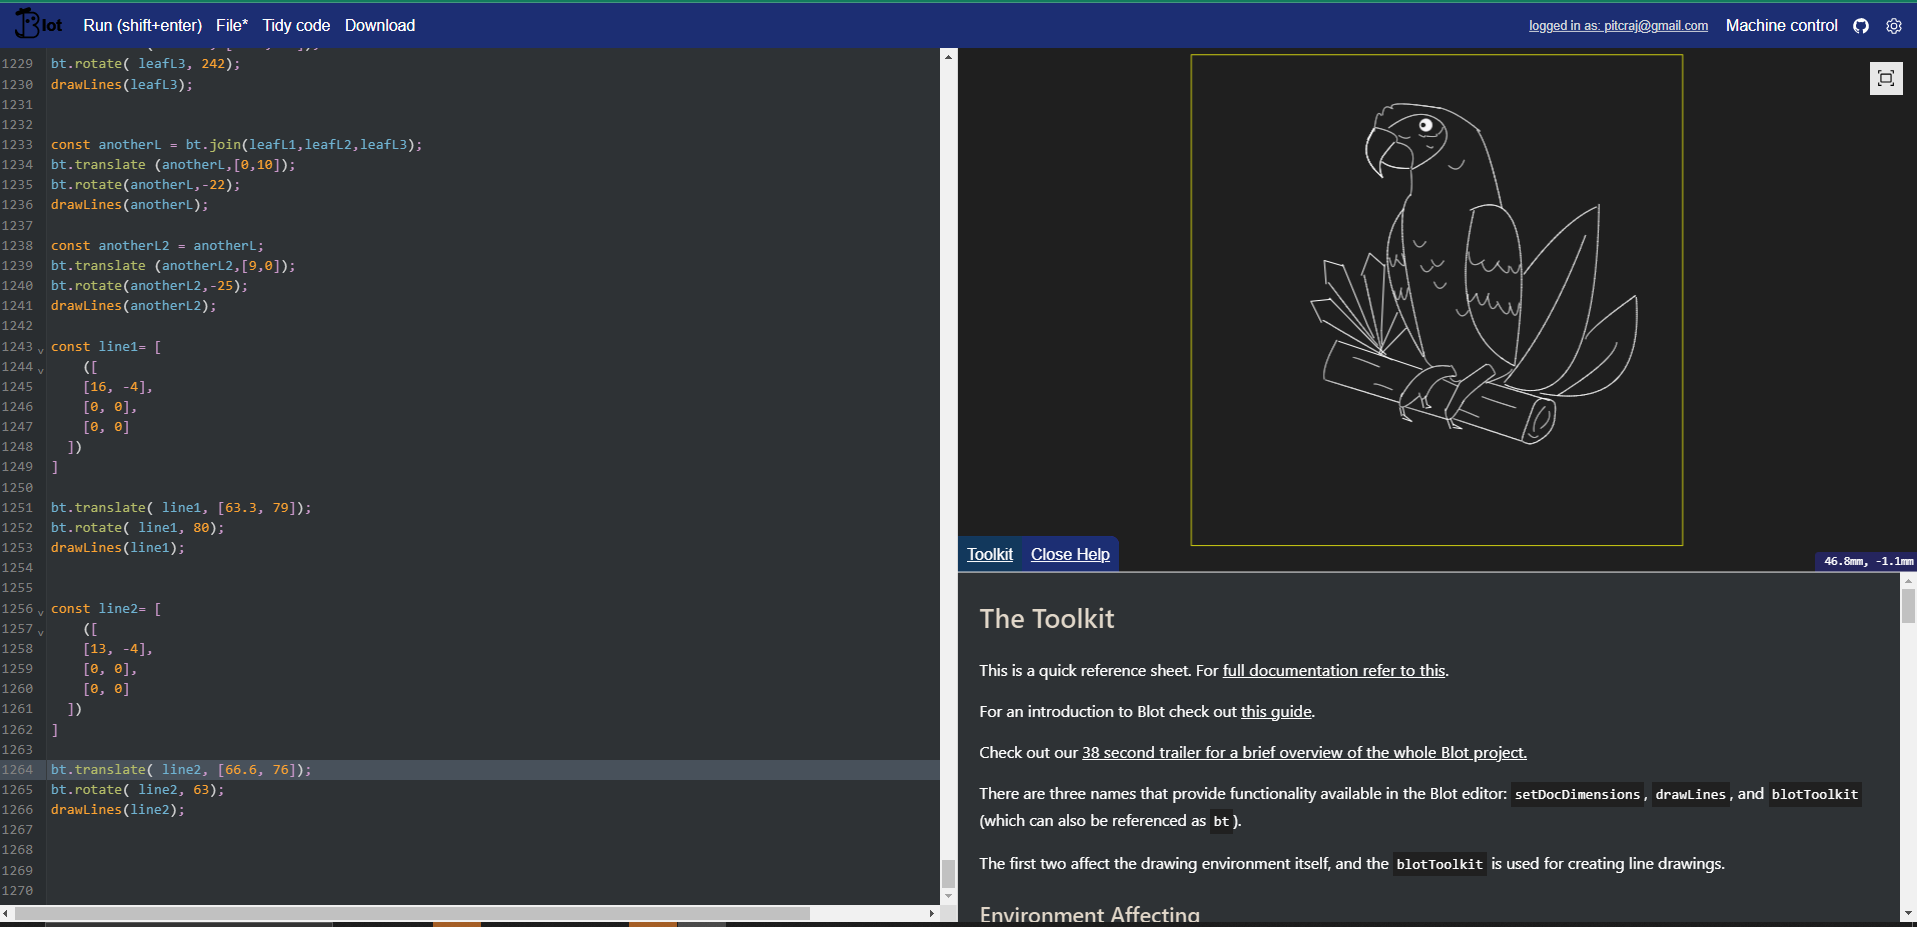 Blot Run (shift+enter) File* Tidy code Download logged in as: pitcraj@gmail.com Machine control
1229 bt.rotate( leafL3, 242);
1230 drawLines(leafL3);
1231
1232
1233 const anotherL = bt.join(leafL1,leafL2,leafL3);
1234 bt.translate (anotherL,[0,10]);
1235 bt.rotate(anotherL,-22);
1236 drawLines(anotherL);
1237
1238 const anotherL2 = anotherL;
1239 bt.translate (anotherL2,[9,0]);
1240 bt.rotate(anotherL2,-25);
1241 drawLines(anotherL2);
1242
1243 const line1= [
1244 ([
1245 [16, -4],
1246 [0, 0],
1247 [0, 0]
1248 ])
1249 ]
1250
1251 bt.translate( line1, [63.3, 79]);
1252 bt.rotate( line1, 80);
1253 drawLines(line1);
1254
1255
1256 const line2= [
1257 ([
1258 [13, -4],
1259 [0, 0],
1260 [0, 0]
1261 ])
1262 ]
1263
1264 bt.translate( line2, [66.6, 76]);
1265 bt.rotate( line2, 63);
1266 drawLines(line2);
1267
1268
1269
1270
Toolkit Close Help
46.8mm, -1.1mm
The Toolkit
This is a quick reference sheet. For full documentation refer to this.
For an introduction to Blot check out this guide.
Check out our 38 second trailer for a brief overview of the whole Blot project.
There are three names that provide functionality available in the Blot editor: setDocDimensions, drawLines, and blotToolkit
(which can also be referenced as bt).
The first two affect the drawing environment itself, and the blotToolkit is used for creating line drawings.
Environment Affecting